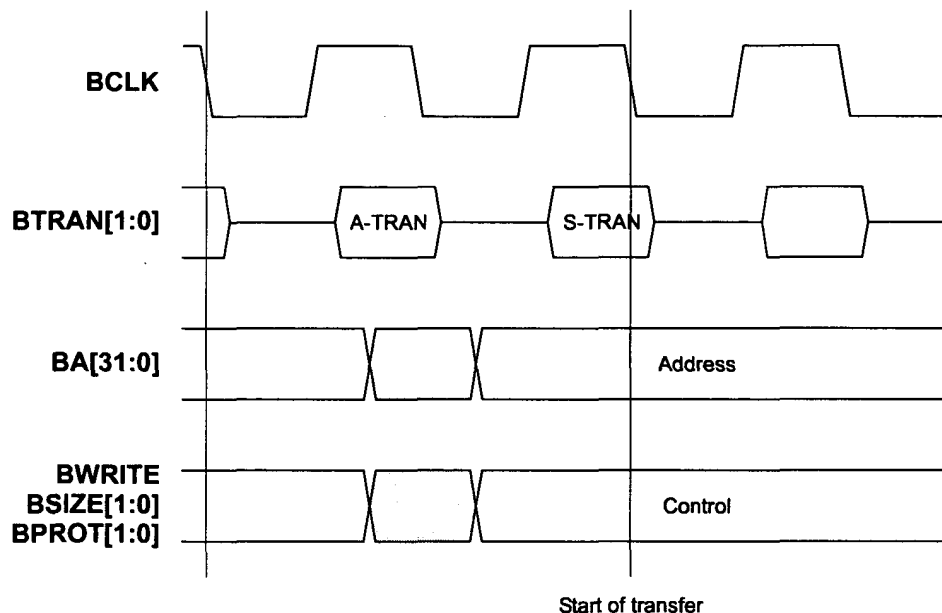 BCLK
BTRAN[1:0]
A-TRAN
S-TRAN
BA[31:0]
Address
BWRITE
BSIZE[1:0]
BPROT[1:0]
Control
Start of transfer